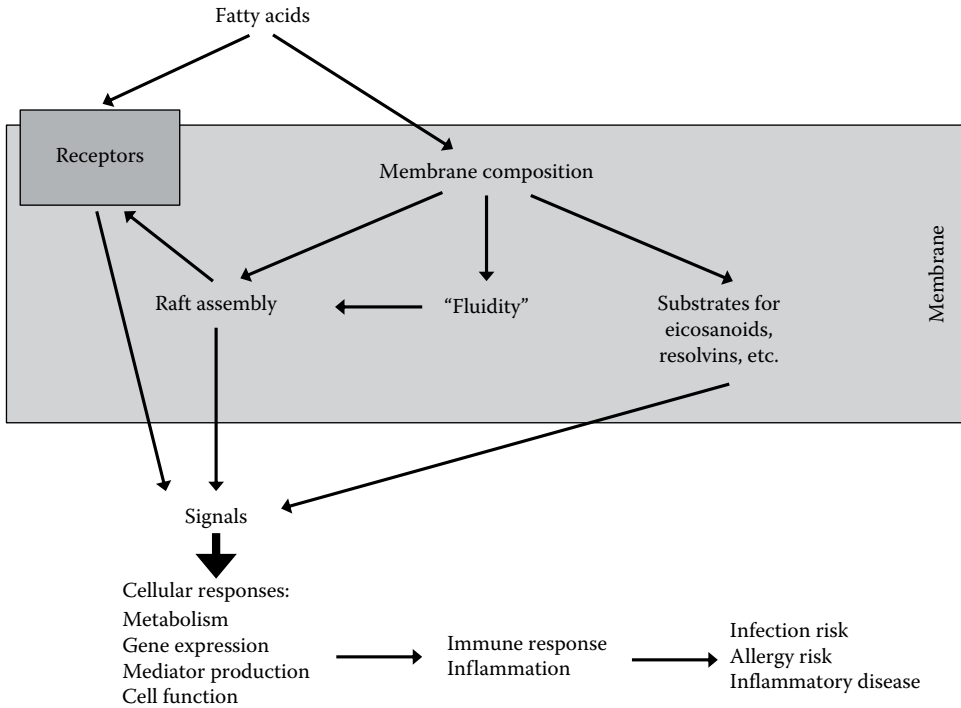 Fatty acids
Receptors
Membrane composition
Membrane
Raft assembly
“Fluidity”
Substrates for
eicosanoids,
resolvins, etc.
Signals
Cellular responses:
Metabolism
Gene expression
Mediator production
Cell function
Immune response
Inflammation
Infection risk
Allergy risk
Inflammatory disease